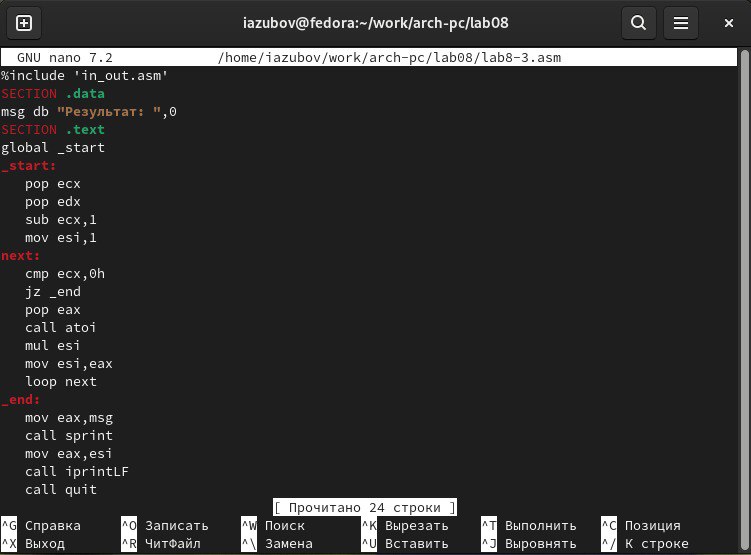 iazubov@fedora:~/work/arch-pc/lab08
GNU nano 7.2 /home/iazubov/work/arch-pc/lab08/lab8-3.asm
%include 'in_out.asm'
SECTION .data
msg db "Результат: ",0
SECTION .text
global _start
_start:
pop ecx
pop edx
sub ecx,1
mov esi,1
next:
cmp ecx,0h
jz _end
pop eax
call atoi
mul esi
mov esi,eax
loop next
_end:
mov eax,msg
call sprint
mov eax,esi
call iprintLF
call quit
[ Прочитано 24 строки ]
^G Справка ^O Записать ^W Поиск ^K Вырезать ^T Выполнить ^C Позиция
^X Выход ^R ЧитФайл ^\ Замена ^U Вставить ^J Выровнять ^/ К строке